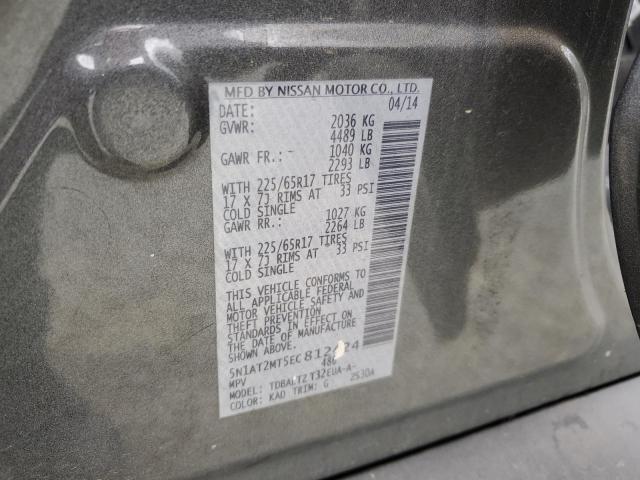 MFD BY NISSAN MOTOR CO., LTD.
DATE: 04/14
GVWR: 2036 KG
4489 LB
GAWR FR.: 1040 KG
2293 LB
WITH 225/65R17 TIRES
17 X 7J RIMS AT 33 PSI
COLD SINGLE
GAWR RR.: 1027 KG
2264 LB
WITH 225/65R17 TIRES
17 X 7J RIMS AT 33 PSI
COLD SINGLE
THIS VEHICLE CONFORMS TO
ALL APPLICABLE FEDERAL
MOTOR VEHICLE SAFETY AND
THEFT PREVENTION
STANDARDS IN EFFECT ON
THE DATE OF MANUFACTURE
SHOWN ABOVE.
MPV 486
COLOR: KAD TRIM: G 2530A